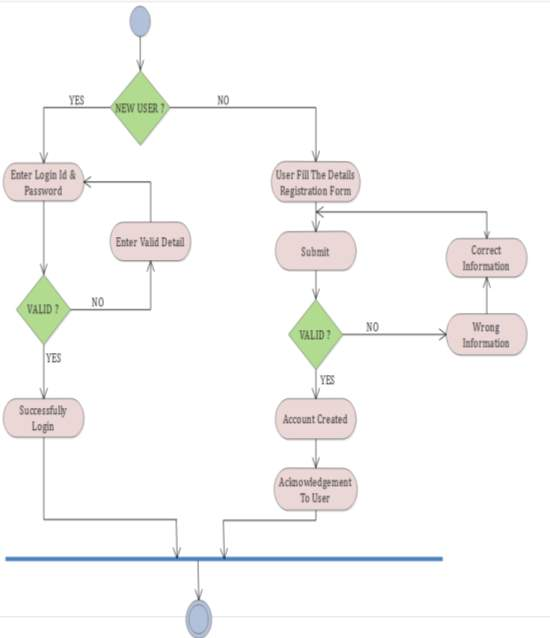 NEW USER ?
YES
NO
Enter Login Id &
Password
User Fill The Details
Registration Form
Enter Valid Detail
Submit
Correct
Information
VALID ?
NO
VALID ?
NO
Wrong
Information
YES
YES
Successfully
Login
Account Created
Acknowledgement
To User